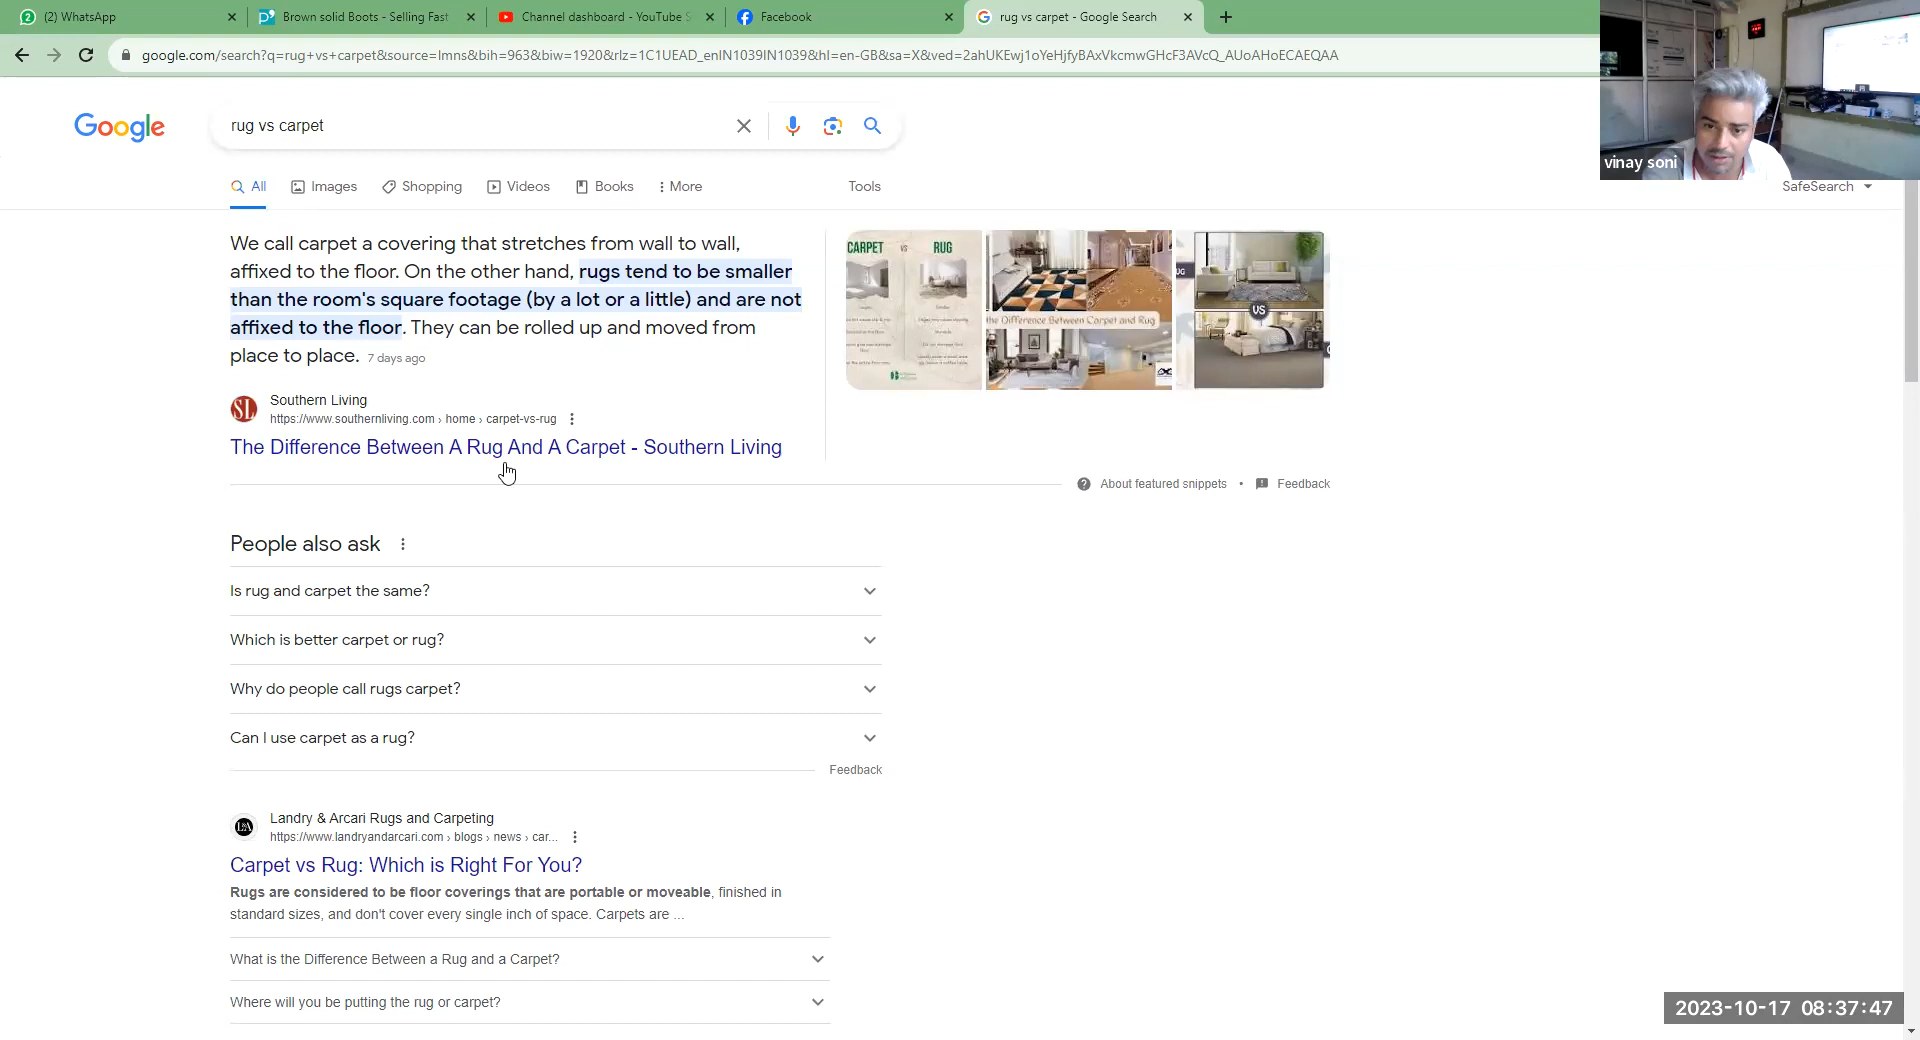 (2) WhatsApp
Brown solid Boots - Selling Fast
Channel dashboard - YouTube S
Facebook
rug vs carpet - Google Search
google.com/search?q=rug+vs+carpet&source=lmns&bih=963&biw=1920&rlz=1C1UEAD_enIN1039IN1039&hl=en-GB&sa=X&ved=2ahUKEwj1oYeHjfyBAxVkcmwGHcF3AVcQ_AUoAHoECAEQAA
vinay soni
Google
rug vs carpet
All
Images
Shopping
Videos
Books
More
Tools
SafeSearch
We call carpet a covering that stretches from wall to wall,
affixed to the floor. On the other hand, rugs tend to be smaller
than the room's square footage (by a lot or a little) and are not
affixed to the floor. They can be rolled up and moved from
place to place. 7 days ago
CARPET VS RUG
the Difference Between Carpet and Rug
UG
VS
SL
Southern Living
https://www.southernliving.com › home › carpet-vs-rug
The Difference Between A Rug And A Carpet - Southern Living
About featured snippets • Feedback
People also ask
Is rug and carpet the same?
Which is better carpet or rug?
Why do people call rugs carpet?
Can I use carpet as a rug?
Feedback
L&A
Landry & Arcari Rugs and Carpeting
https://www.landryandarcari.com › blogs › news › car...
Carpet vs Rug: Which is Right For You?
Rugs are considered to be floor coverings that are portable or moveable, finished in
standard sizes, and don't cover every single inch of space. Carpets are ...
What is the Difference Between a Rug and a Carpet?
Where will you be putting the rug or carpet?
2023-10-17 08:37:47